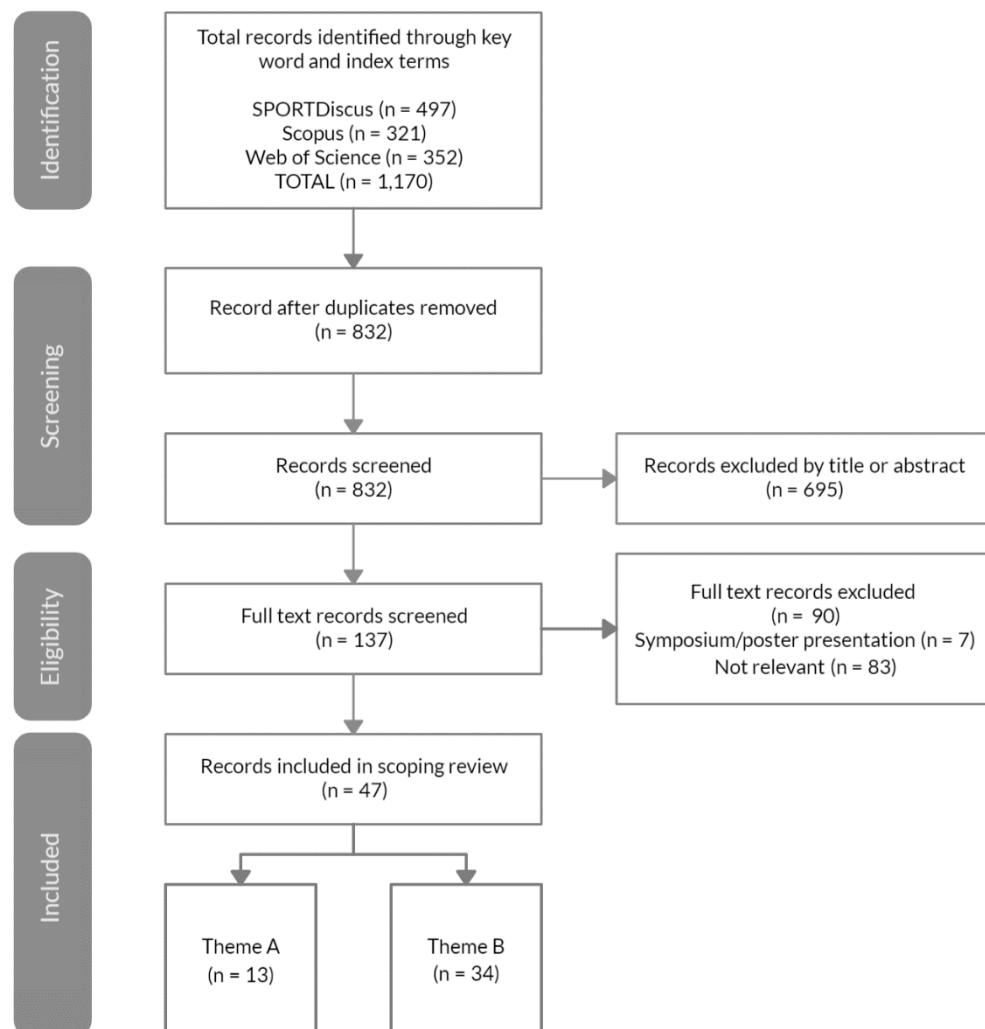 Identification
Total records identified through key
word and index terms
SPORTDiscus (n = 497)
Scopus (n = 321)
Web of Science (n = 352)
TOTAL (n = 1,170)
Screening
Record after duplicates removed
(n = 832)
Records screened
(n = 832)
Records excluded by title or abstract
(n = 695)
Eligibility
Full text records screened
(n = 137)
Full text records excluded
(n = 90)
Symposium/poster presentation (n = 7)
Not relevant (n = 83)
Included
Records included in scoping review
(n = 47)
Theme A
(n = 13)
Theme B
(n = 34)